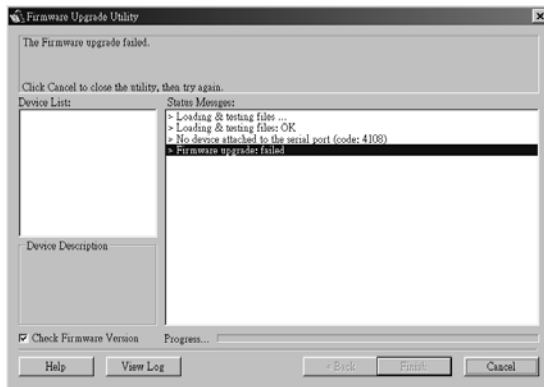 Firmware Upgrade Utility
The Firmware upgrade failed.
Click Cancel to close the utility, then try again.
Device List:
Status Messges:
> Loading & testing files ...
> Loading & testing files: OK
> No device attached to the serial port (code: 4108)
> Firmware upgrade: failed
Device Description
Check Firmware Version
Progress...
Help
View Log
< Back
Finish
Cancel